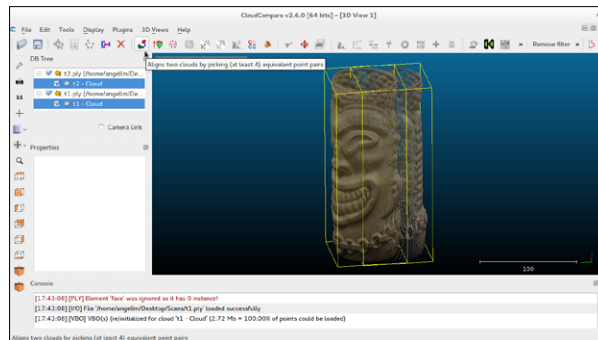 CloudCompare v2.6.0 [64 bits] - [3D View 1]
File Edit Tools Display Plugins 3D Views Help
Remove filter
DB Tree
Aligns two clouds by picking (at least 4) equivalent point pairs
t2.ply (/home/angellm/De...
t2 - Cloud
t1.ply (/home/angellm/De...
t1 - Cloud
Camera Link
Properties
100
Console
[17:43:08] [PLY] Element 'face' was ignored as it has 0 instance!
[17:43:08] [I/O] File '/home/angellm/Desktop/Scans/t1.ply' loaded successfully
[17:43:08] [VBO] VBO(s) (re)initialized for cloud 't1 - Cloud' (2.72 Mb = 100.00% of points could be loaded)
Aligns two clouds by picking (at least 4) equivalent point pairs